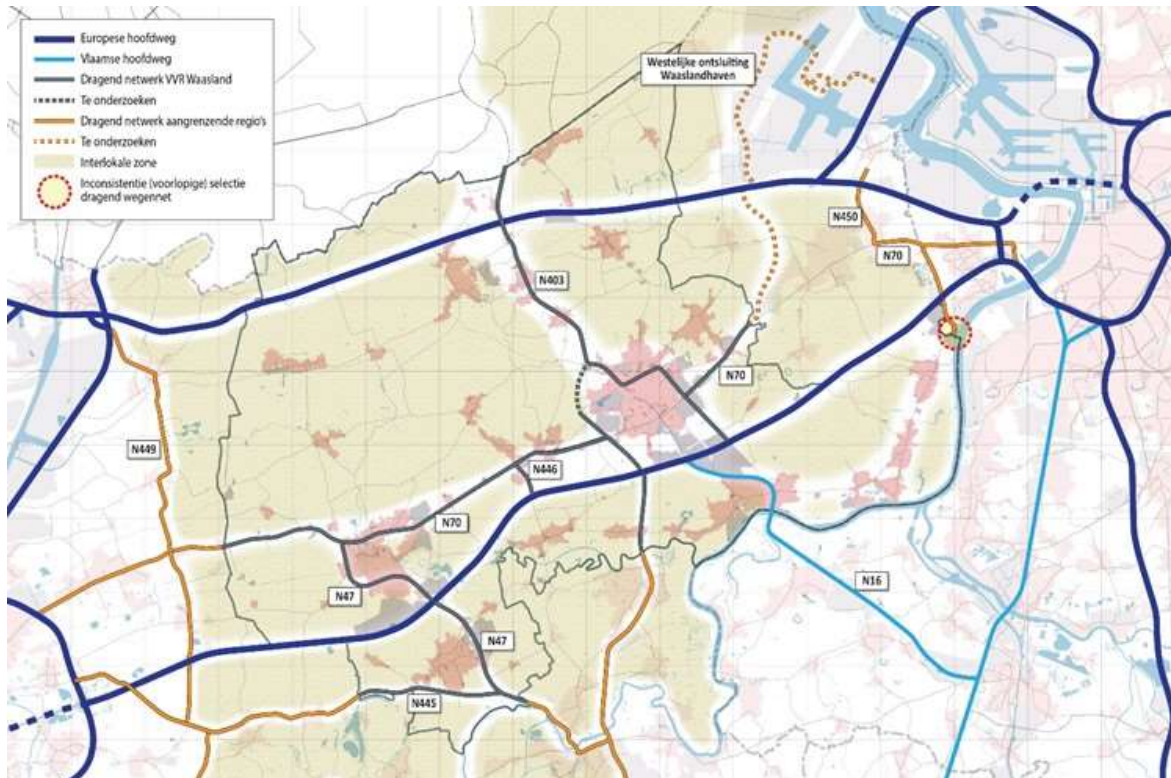 Europese hoofdweg
Vlaamse hoofdweg
Dragend netwerk VVR Waasland
Te onderzoeken
Dragend netwerk aangrenzende regio's
Te onderzoeken
Interlokale zone
Inconsistentie (voorlopige) selectie
dragend wegennet
Westelijke ontsluiting
Waaslandhaven
N450
N70
N403
N70
N449
N446
N70
N47
N16
N47
N445